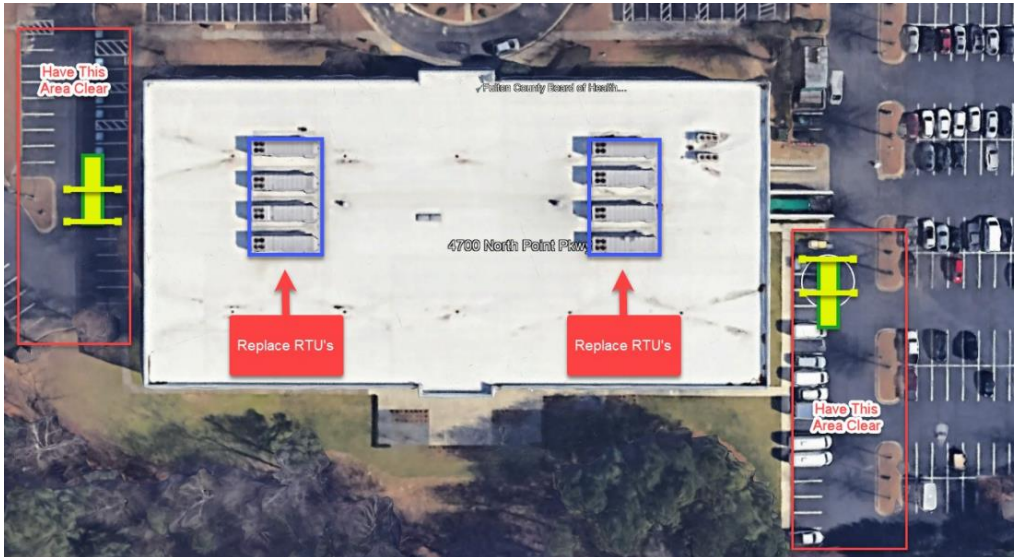 Have This
Area Clear
Fulton County Board of Health...
4700 North Point Pkwy
Replace RTU's
Replace RTU's
Have This
Area Clear